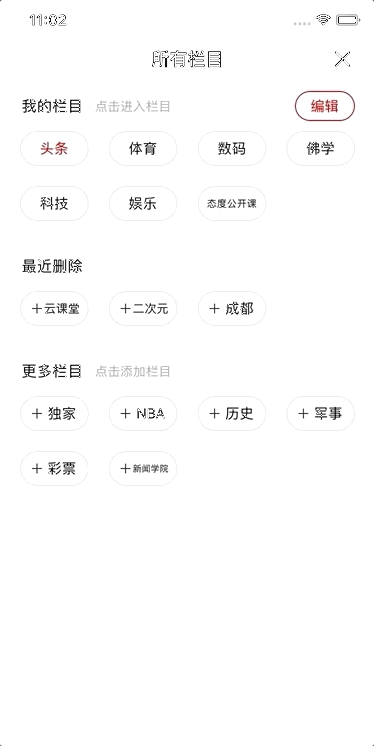 11:02
所有栏目
我的栏目 点击进入栏目 编辑
头条 体育 数码 佛学
科技 娱乐 态度公开课
最近删除
+云课堂 +二次元 + 成都
更多栏目 点击添加栏目
+ 独家 + NBA + 历史 + 军事
+ 彩票 +新闻学院